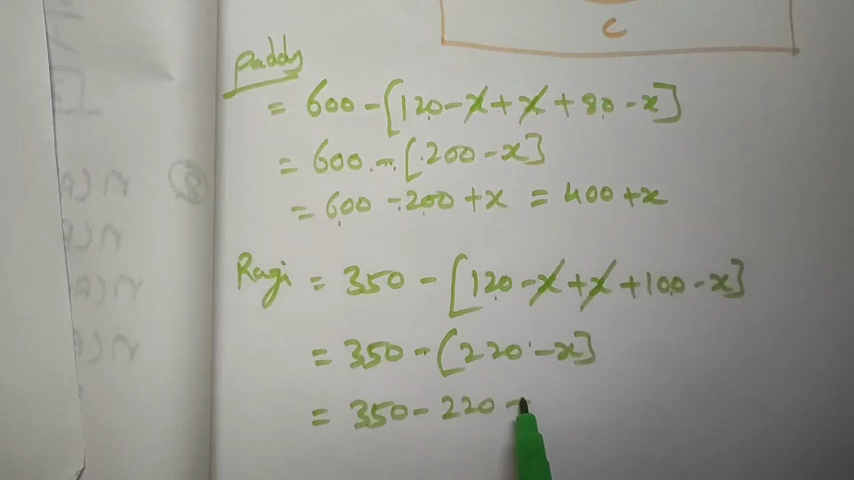 C
Paddy
= 600 - [120 - x + x + 80 - x]
= 600 - [200 - x]
= 600 - 200 + x = 400 + x
Ragi = 350 - [120 - x + x + 100 - x]
= 350 - [220 - x]
= 350 - 220